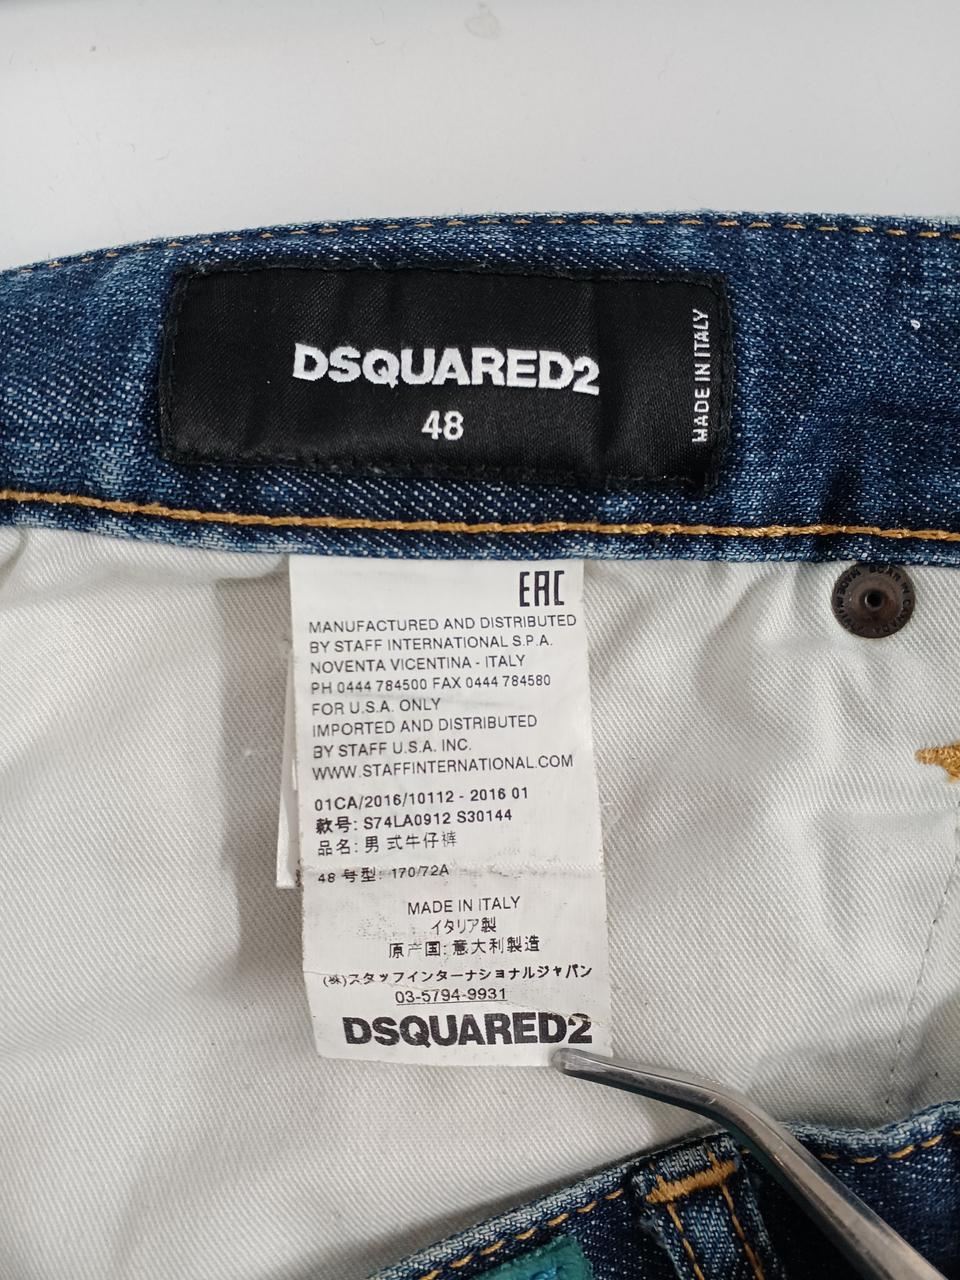 DSQUARED2
48
MADE IN ITALY
EAC
MANUFACTURED AND DISTRIBUTED
BY STAFF INTERNATIONAL S.P.A.
NOVENTA VICENTINA - ITALY
PH 0444 784500 FAX 0444 784580
FOR U.S.A. ONLY
IMPORTED AND DISTRIBUTED
BY STAFF U.S.A. INC.
WWW.STAFFINTERNATIONAL.COM
01CA/2016/10112 - 2016 01
款号: S74LA0912 S30144
品名: 男式牛仔裤
48 号型: 170/72A
MADE IN ITALY
イタリア製
原产国: 意大利製造
(株)スタッフインターナショナルジャパン
03-5794-9931
DSQUARED2